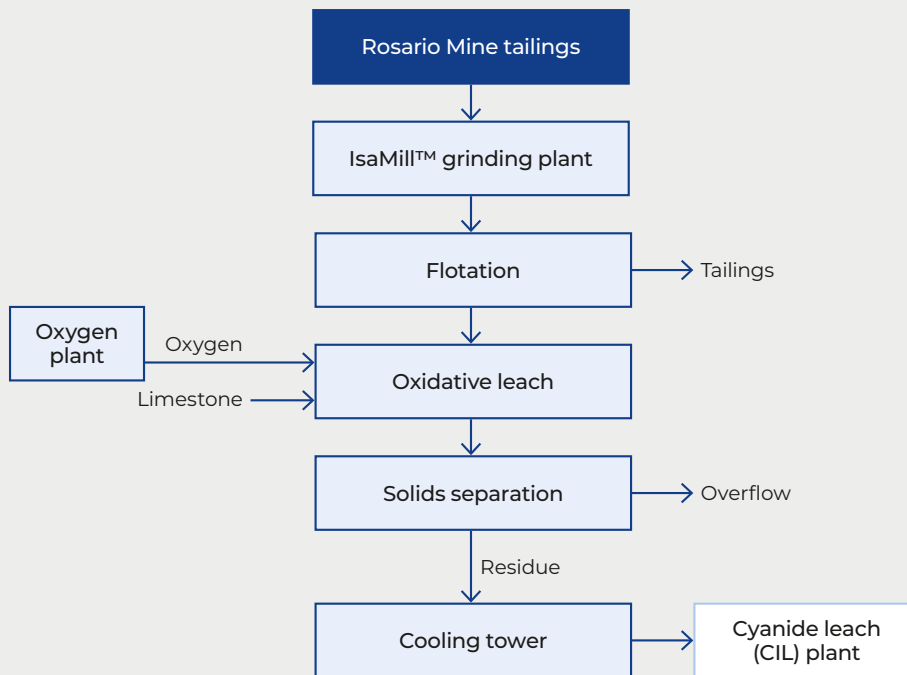 Rosario Mine tailings
IsaMill™ grinding plant
Flotation
Tailings
Oxygen
plant
Oxygen
Limestone
Oxidative leach
Solids separation
Overflow
Residue
Cooling tower
Cyanide leach
(CIL) plant